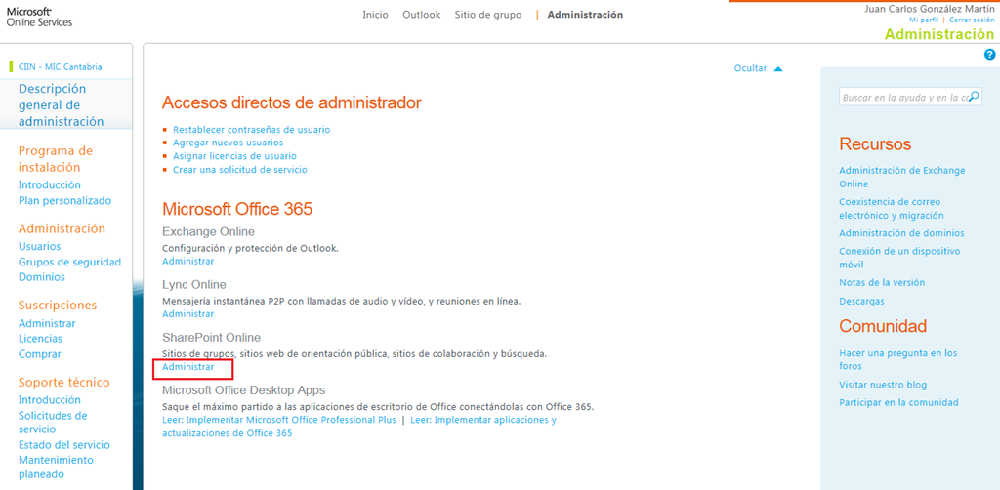 Microsoft®
Online Services
Inicio
Outlook
Sitio de grupo
|
Administración
Juan Carlos González Martín
Mi perfil | Cerrar sesión
Administración
CIIN - MIC Cantabria
Descripción
general de
administración
Programa de
instalación
Introducción
Plan personalizado
Administración
Usuarios
Grupos de seguridad
Dominios
Suscripciones
Administrar
Licencias
Comprar
Soporte técnico
Introducción
Solicitudes de
servicio
Estado del servicio
Mantenimiento
planeado
Ocultar
Accesos directos de administrador
Restablecer contraseñas de usuario
Agregar nuevos usuarios
Asignar licencias de usuario
Crear una solicitud de servicio
Microsoft Office 365
Exchange Online
Configuración y protección de Outlook.
Administrar
Lync Online
Mensajería instantánea P2P con llamadas de audio y vídeo, y reuniones en línea.
Administrar
SharePoint Online
Sitios de grupos, sitios web de orientación pública, sitios de colaboración y búsqueda.
Administrar
Microsoft Office Desktop Apps
Saque el máximo partido a las aplicaciones de escritorio de Office conectándolas con Office 365.
Leer: Implementar Microsoft Office Professional Plus | Leer: Implementar aplicaciones y
actualizaciones de Office 365
?
Buscar en la ayuda y en la
Recursos
Administración de Exchange
Online
Coexistencia de correo
electrónico y migración
Administración de dominios
Conexión de un dispositivo
móvil
Notas de la versión
Descargas
Comunidad
Hacer una pregunta en los
foros
Visitar nuestro blog
Participar en la comunidad